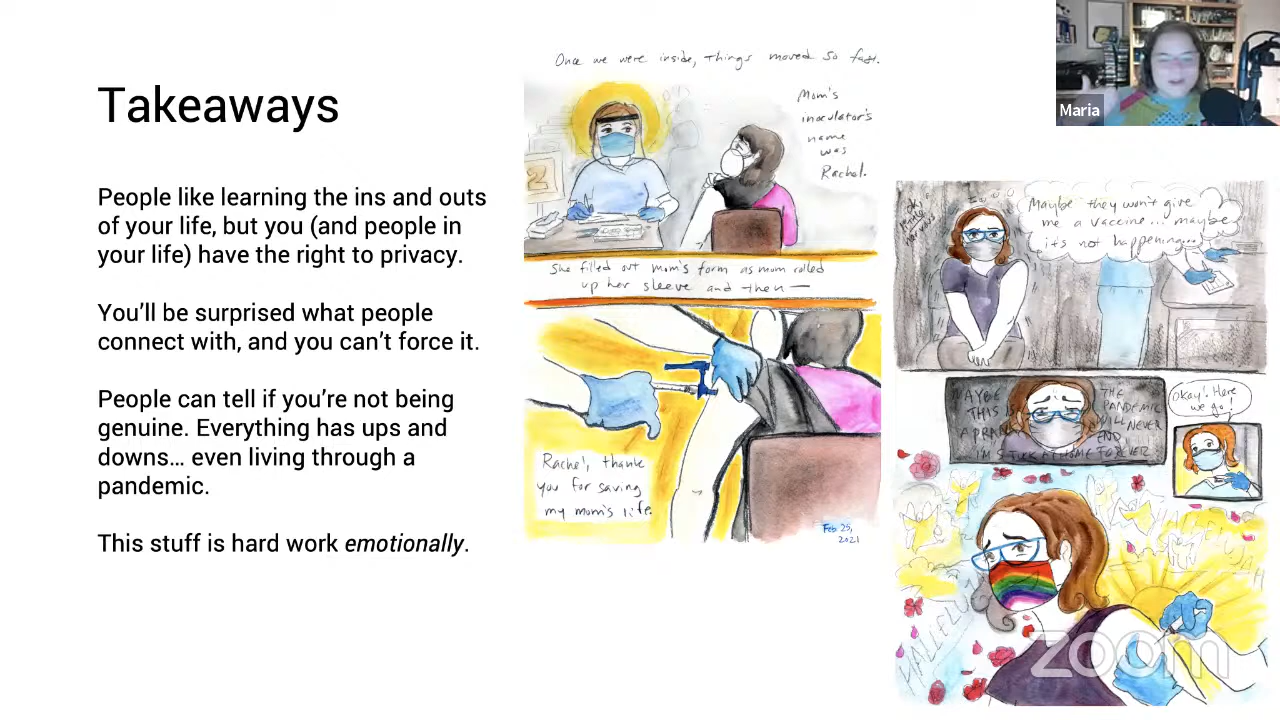 Takeaways
People like learning the ins and outs
of your life, but you (and people in
your life) have the right to privacy.
You'll be surprised what people
connect with, and you can't force it.
People can tell if you're not being
genuine. Everything has ups and
downs... even living through a
pandemic.
This stuff is hard work emotionally.
Once we were inside, things moved so fast.
Mom's
inoculator's
name
was
Rachel.
2
She filled out mom's form as mom rolled
up her sleeve and then—
Rachel, thank
you for saving
my mom's life.
Feb 25,
2021
Maria
Maybe they won't give
me a vaccine... maybe
it's not happening...
MAYBE
THIS IS
A PRANK
THE
PANDEMIC
WILL NEVER
END
I'M STUCK AT HOME FOREVER
Okay! Here
we go!
HALLELUJAH
zoom